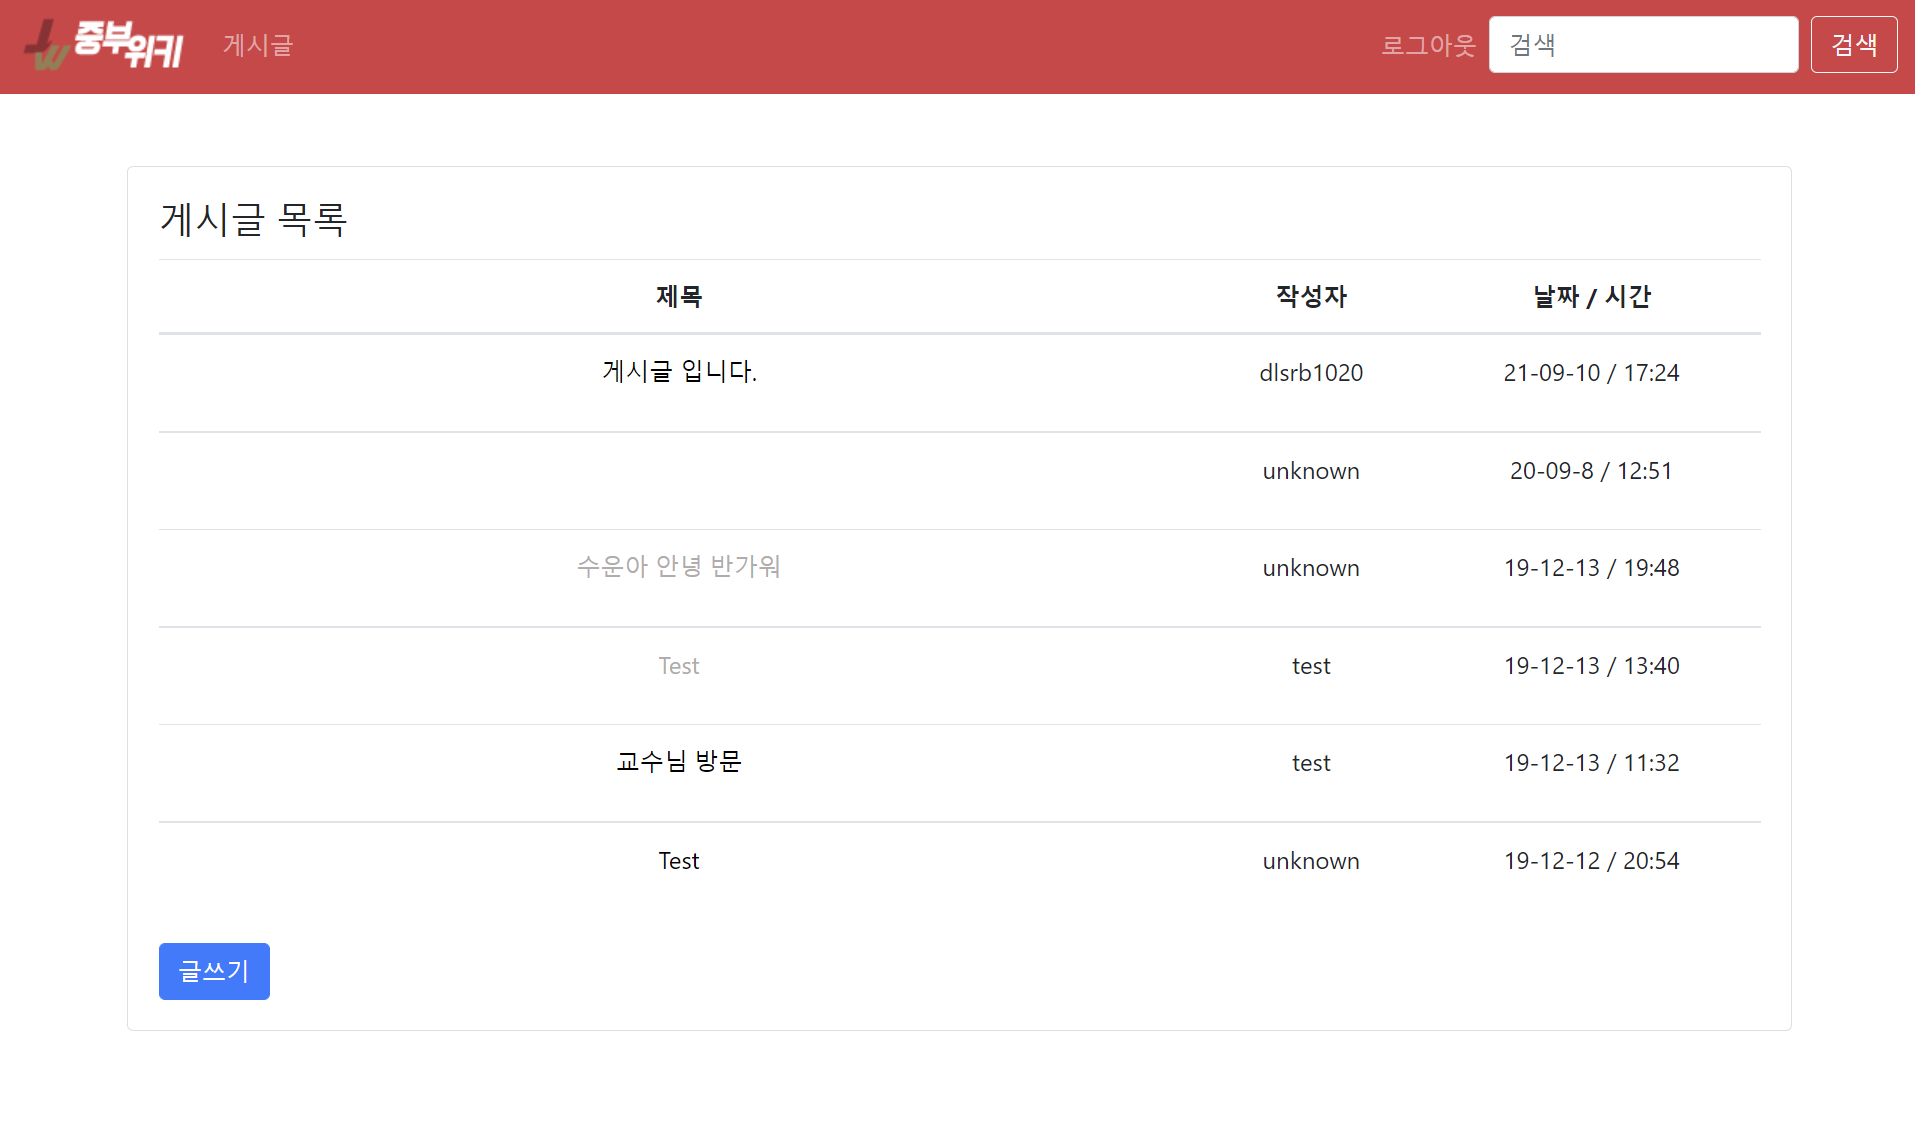 JW 중부위키 게시글 로그아웃 검색 검색
게시글 목록
제목 작성자 날짜 / 시간
게시글 입니다. dlsrb1020 21-09-10 / 17:24
unknown 20-09-8 / 12:51
수운아 안녕 반가워 unknown 19-12-13 / 19:48
Test test 19-12-13 / 13:40
교수님 방문 test 19-12-13 / 11:32
Test unknown 19-12-12 / 20:54
글쓰기